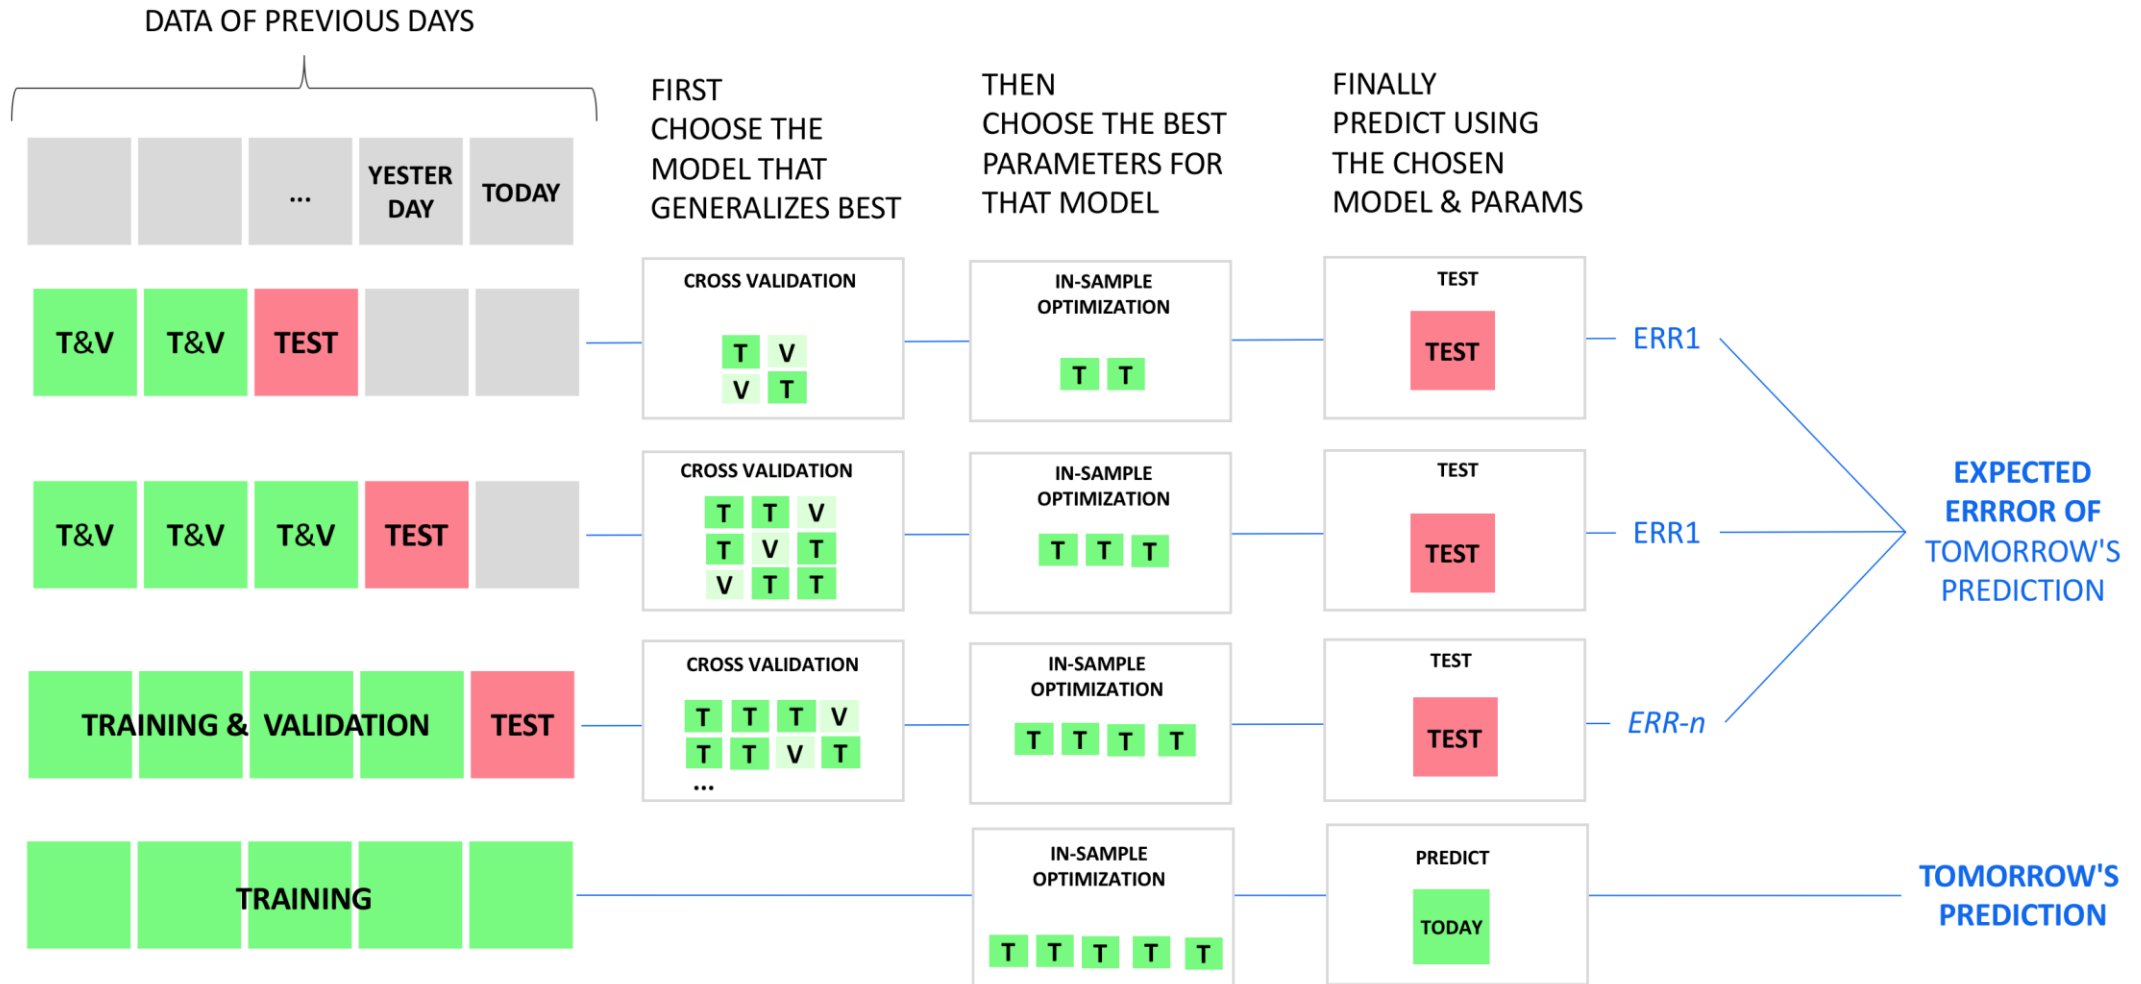 DATA OF PREVIOUS DAYS
FIRST
CHOOSE THE
MODEL THAT
GENERALIZES BEST
THEN
CHOOSE THE BEST
PARAMETERS FOR
THAT MODEL
FINALLY
PREDICT USING
THE CHOSEN
MODEL & PARAMS
...
YESTER
DAY
TODAY
T&V
T&V
TEST
CROSS VALIDATION
T V
V T
IN-SAMPLE
OPTIMIZATION
T T
TEST
TEST
ERR1
T&V
T&V
T&V
TEST
CROSS VALIDATION
T T V
T V T
V T T
IN-SAMPLE
OPTIMIZATION
T T T
TEST
TEST
ERR1
EXPECTED
ERRROR OF
TOMORROW'S
PREDICTION
TRAINING & VALIDATION
TEST
CROSS VALIDATION
T T T V
T T V T
...
IN-SAMPLE
OPTIMIZATION
T T T T
TEST
TEST
ERR-n
TRAINING
IN-SAMPLE
OPTIMIZATION
T T T T T
PREDICT
TODAY
TOMORROW'S
PREDICTION